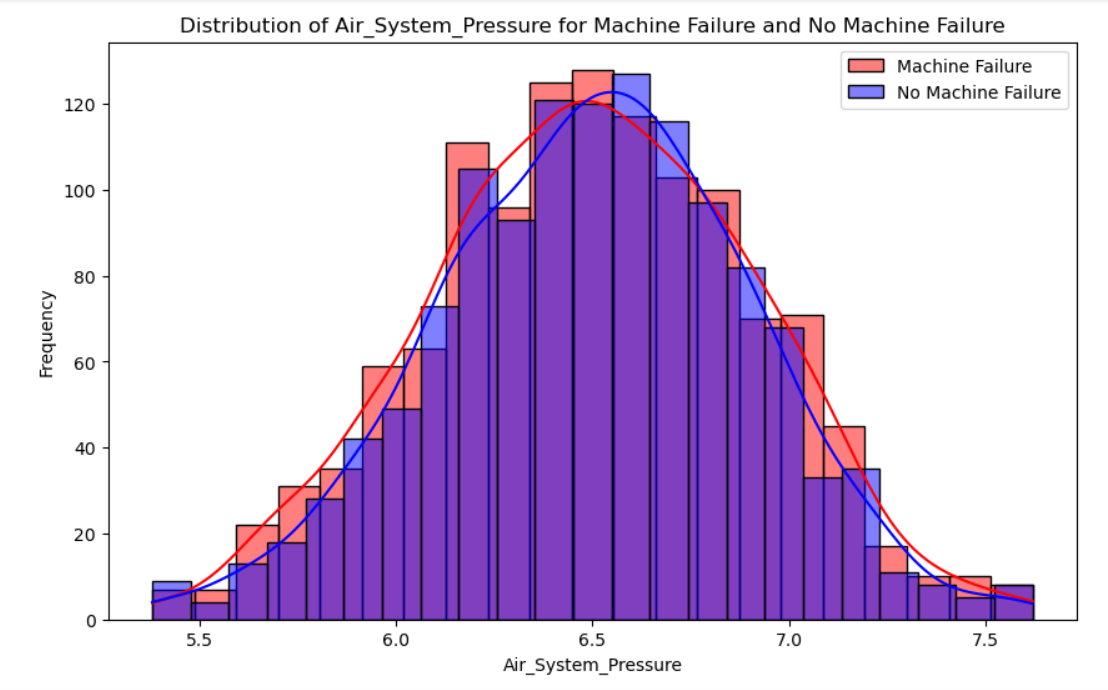 Distribution of Air_System_Pressure for Machine Failure and No Machine Failure
Machine Failure
No Machine Failure
120
100
80
60
40
20
0
Frequency
5.5 6.0 6.5 7.0 7.5
Air_System_Pressure